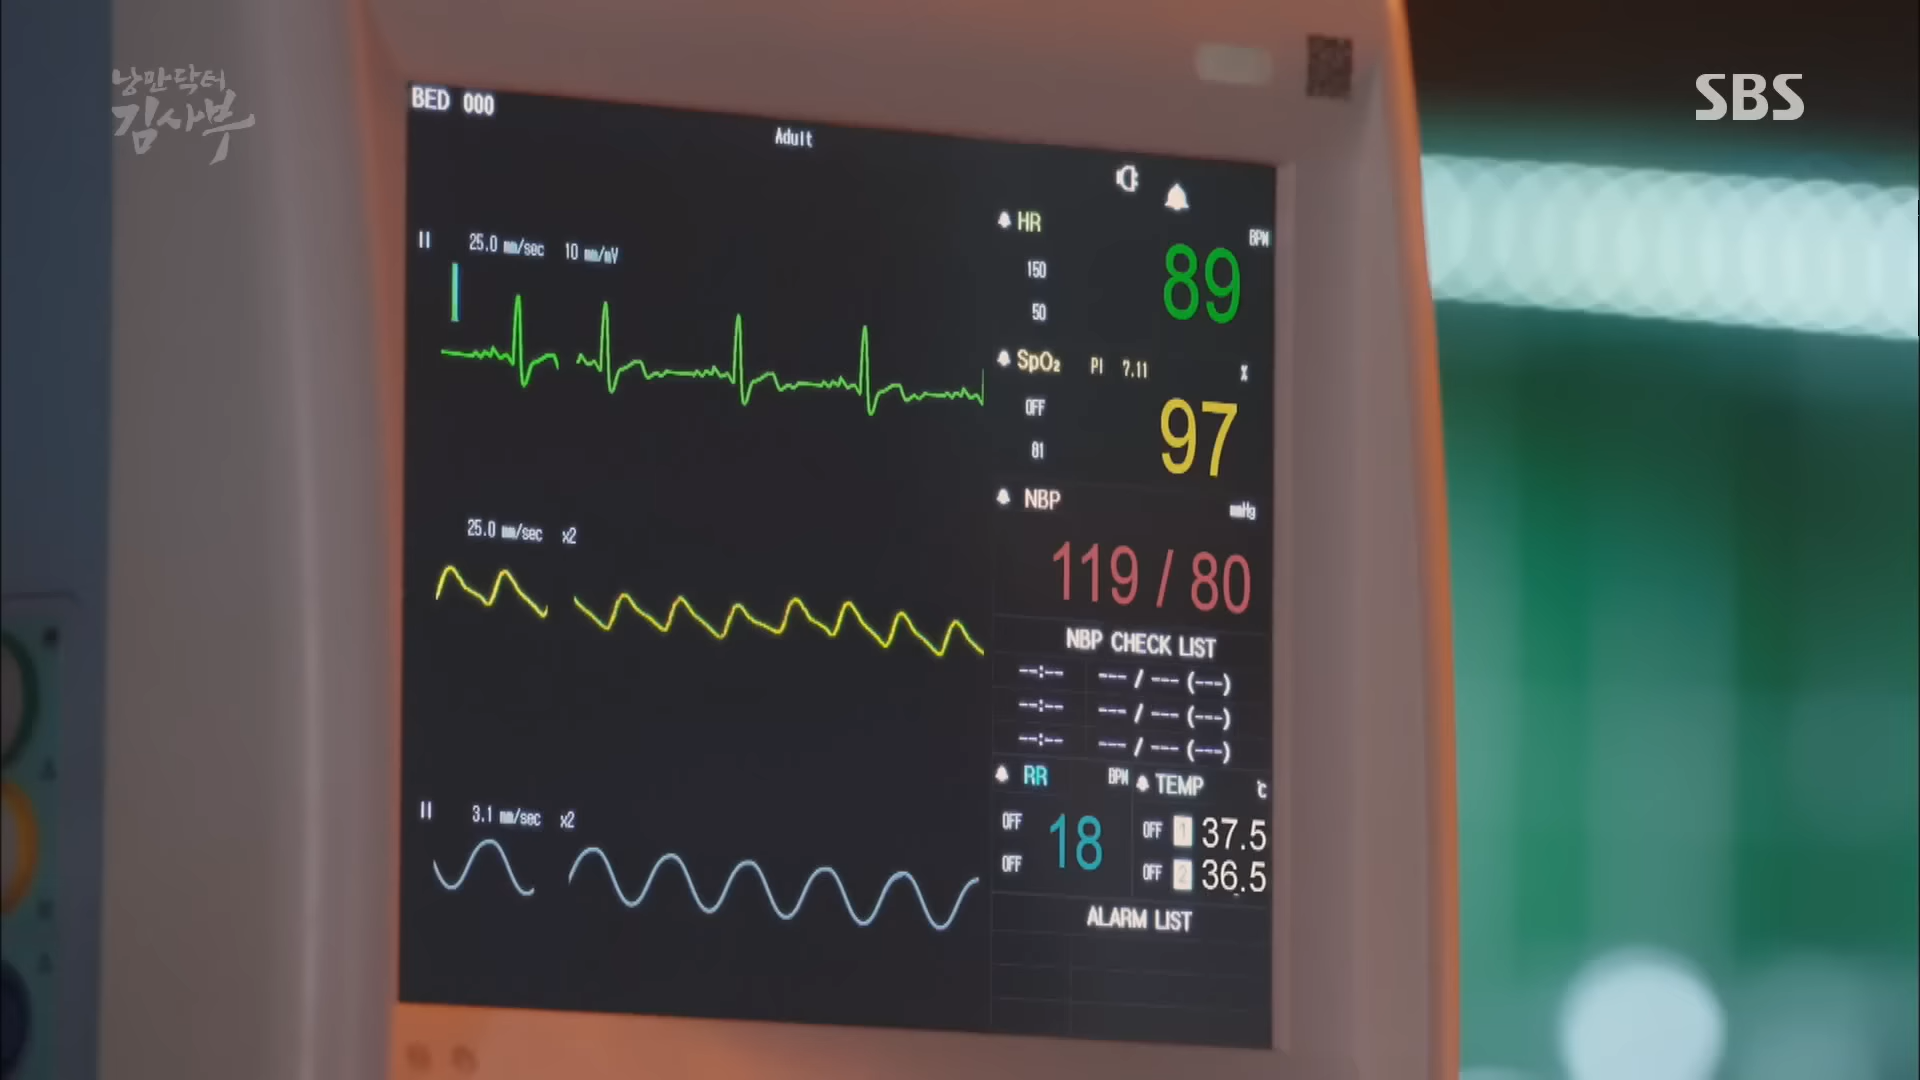 낭만닥터
김사부
SBS
BED 000
Adult
HR
BPM
150
50
89
25.0 mm/sec 10 mm/mV
SpO₂ PI 7.11 %
OFF
81
97
NBP mmHg
119 / 80
25.0 mm/sec x2
NBP CHECK LIST
--:-- --- / --- (---)
--:-- --- / --- (---)
--:-- --- / --- (---)
RR BPM
OFF
OFF
18
TEMP °C
OFF 1 37.5
OFF 2 36.5
3.1 mm/sec x2
ALARM LIST